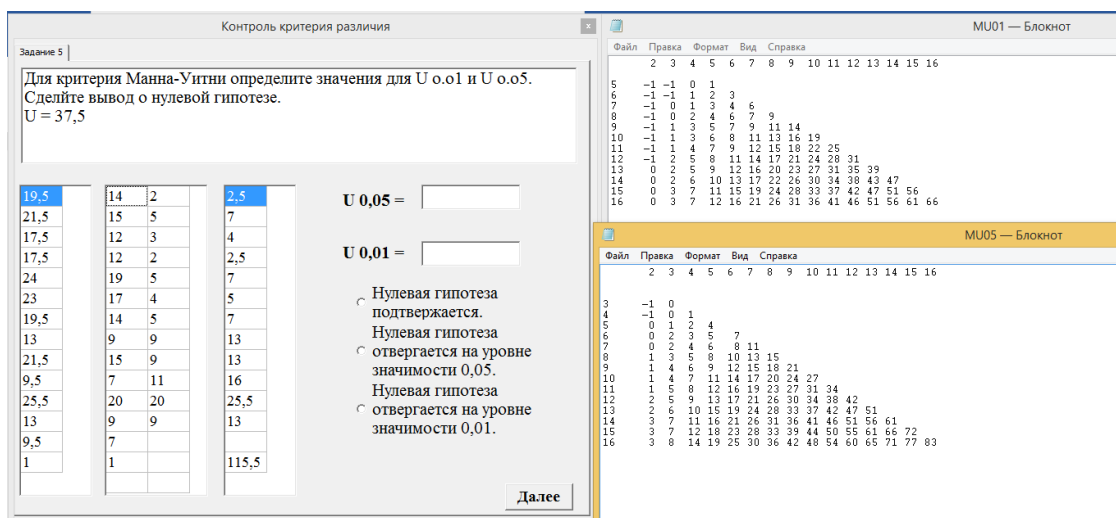 Контроль критерия различия
x
Задание 5
Для критерия Манна-Уитни определите значения для U о.о1 и U о.о5.
Сделйте вывод о нулевой гипотезе.
U = 37,5
19,5 14 2 2,5
21,5 15 5 7
17,5 12 3 4
17,5 12 2 2,5
24 19 5 7
23 17 4 5
19,5 14 5 7
13 9 9 13
21,5 15 9 13
9,5 7 11 16
25,5 20 20 25,5
13 9 9 13
9,5 7
1 1 115,5
U 0,05 =
U 0,01 =
Нулевая гипотеза
подтвержается.
Нулевая гипотеза
отвергается на уровне
значимости 0,05.
Нулевая гипотеза
отвергается на уровне
значимости 0,01.
Далее
MU01 — Блокнот
Файл Правка Формат Вид Справка
2 3 4 5 6 7 8 9 10 11 12 13 14 15 16
5 -1 -1 0 1
6 -1 -1 1 2 3
7 -1 0 1 3 4 6
8 -1 0 2 4 6 7 9
9 -1 1 3 5 7 9 11 14
10 -1 1 3 6 8 11 13 16 19
11 -1 1 4 7 9 12 15 18 22 25
12 -1 2 5 8 11 14 17 21 24 28 31
13 0 2 5 9 12 16 20 23 27 31 35 39
14 0 2 6 10 13 17 22 26 30 34 38 43 47
15 0 3 7 11 15 19 24 28 33 37 42 47 51 56
16 0 3 7 12 16 21 26 31 36 41 46 51 56 61 66
MU05 — Блокнот
Файл Правка Формат Вид Справка
2 3 4 5 6 7 8 9 10 11 12 13 14 15 16
3 -1 0
4 -1 0 1
5 0 1 2 4
6 0 2 3 5 7
7 0 2 4 6 8 11
8 1 3 5 8 10 13 15
9 1 4 6 9 12 15 18 21
10 1 4 7 11 14 17 20 24 27
11 1 5 8 12 16 19 23 27 31 34
12 2 5 9 13 17 21 26 30 34 38 42
13 2 6 10 15 19 24 28 33 37 42 47 51
14 3 7 11 16 21 26 31 36 41 46 51 56 61
15 3 7 12 18 23 28 33 39 44 50 55 61 66 72
16 3 8 14 19 25 30 36 42 48 54 60 65 71 77 83